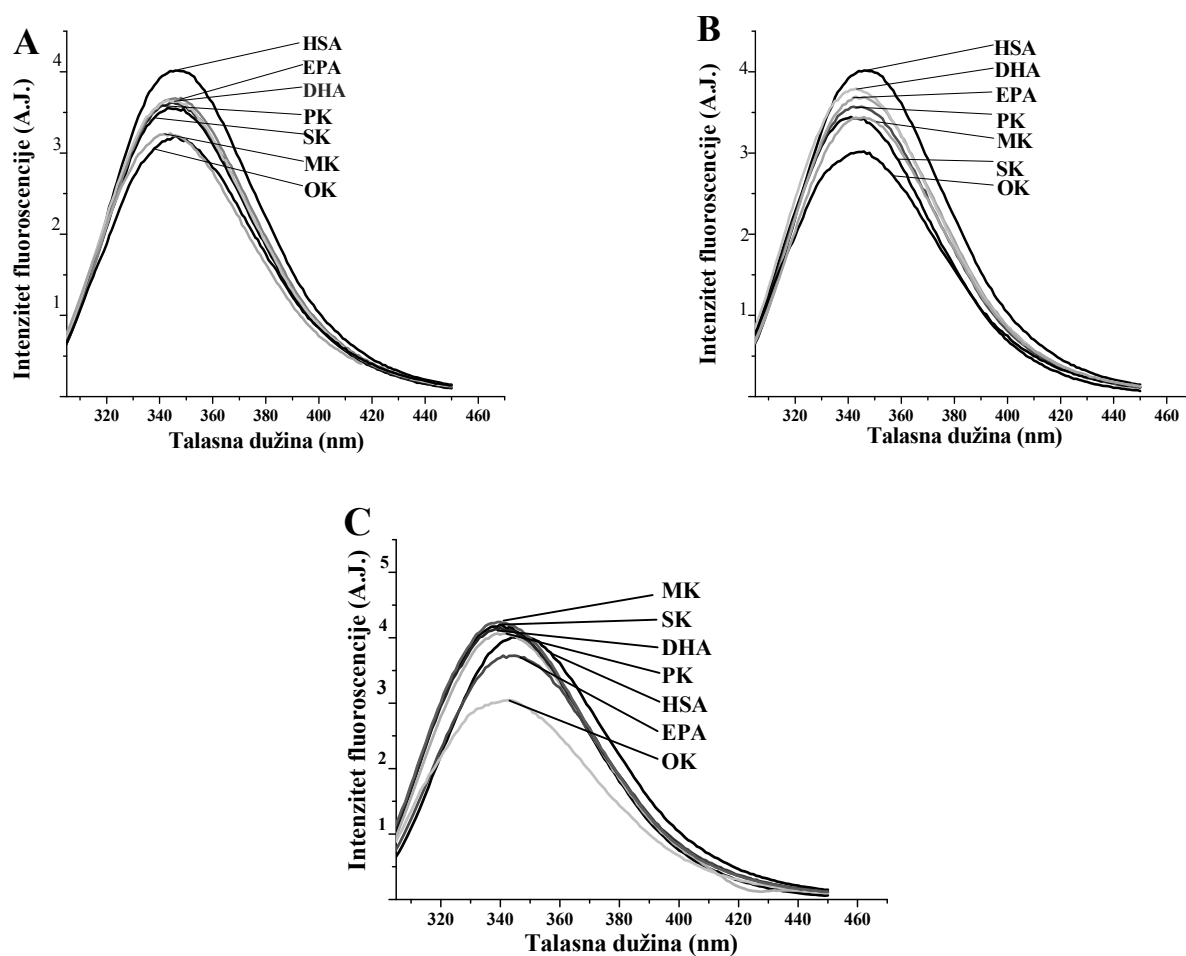 A
Intenzitet fluoroscencije (A.J.)
4
3
2
1
HSA
EPA
DHA
PK
SK
MK
OK
320 340 360 380 400 420 440 460
Talasna dužina (nm)
B
Intenzitet fluoroscencije (A.J.)
4
3
2
1
HSA
DHA
EPA
PK
MK
SK
OK
320 340 360 380 400 420 440 460
Talasna dužina (nm)
C
Intenzitet fluoroscencije (A.J.)
5
4
3
2
1
MK
SK
DHA
PK
HSA
EPA
OK
320 340 360 380 400 420 440 460
Talasna dužina (nm)